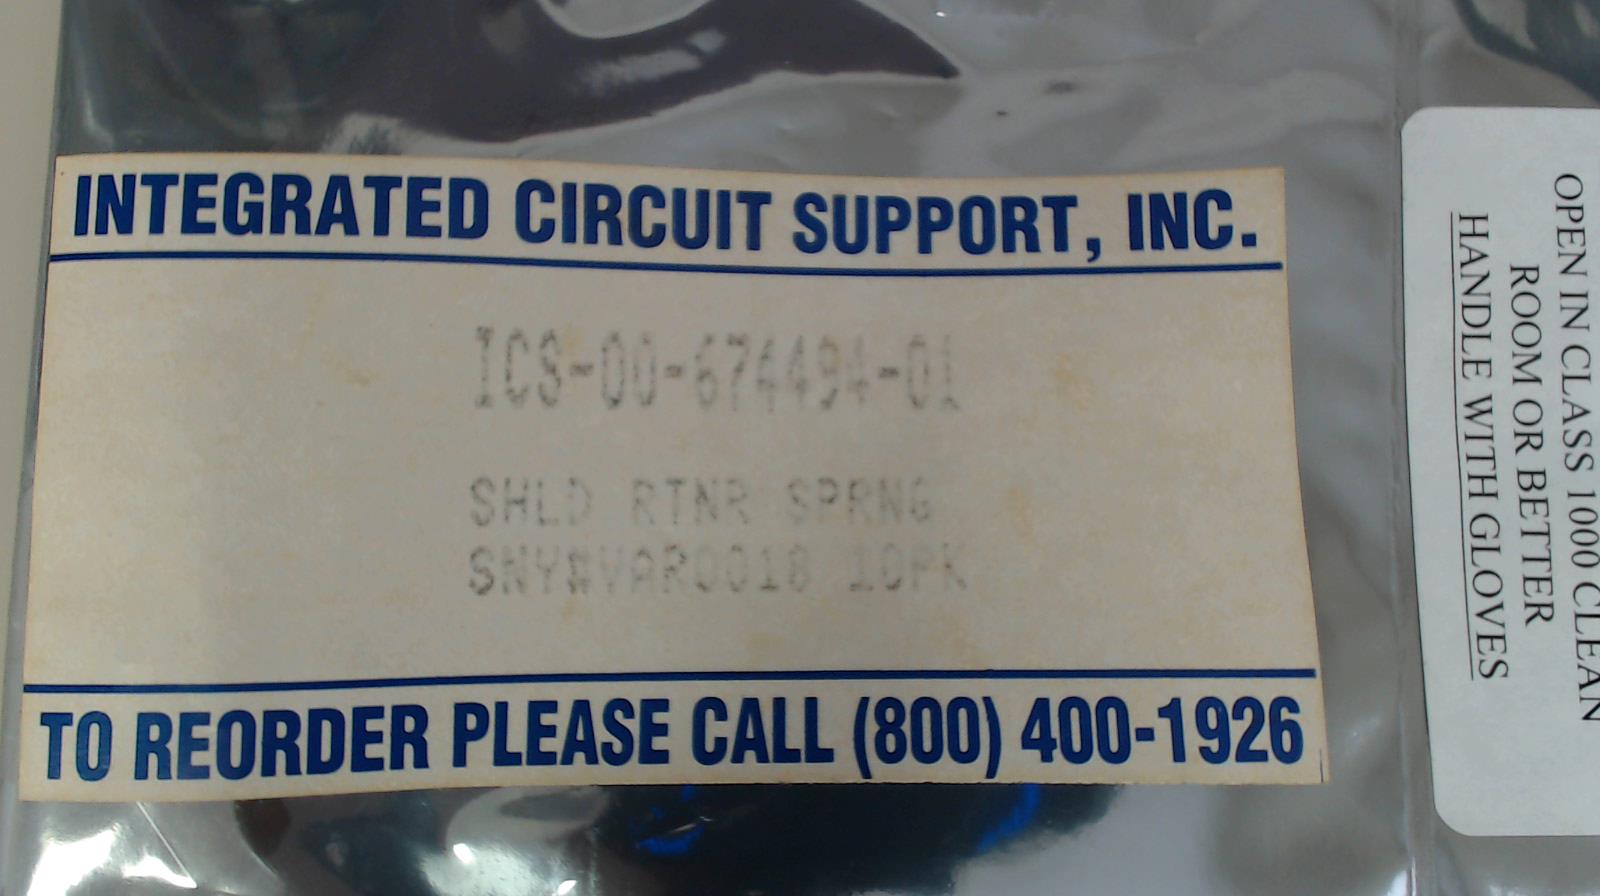 INTEGRATED CIRCUIT SUPPORT, INC.
ICS-00-674494-01
SHLD RTNR SPRNG
SNY#VAR0018 10PK
TO REORDER PLEASE CALL (800) 400-1926
OPEN IN CLASS 1000 CLEAN
ROOM OR BETTER
HANDLE WITH GLOVES